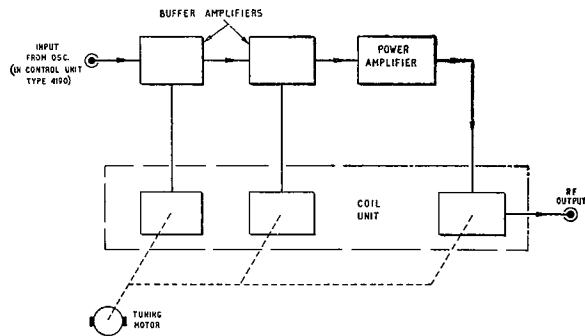 BUFFER AMPLIFIERS
INPUT
FROM OSC.
(IN CONTROL UNIT
TYPE 4190)
POWER
AMPLIFIER
COIL
UNIT
RF
OUTPUT
TUNING
MOTOR